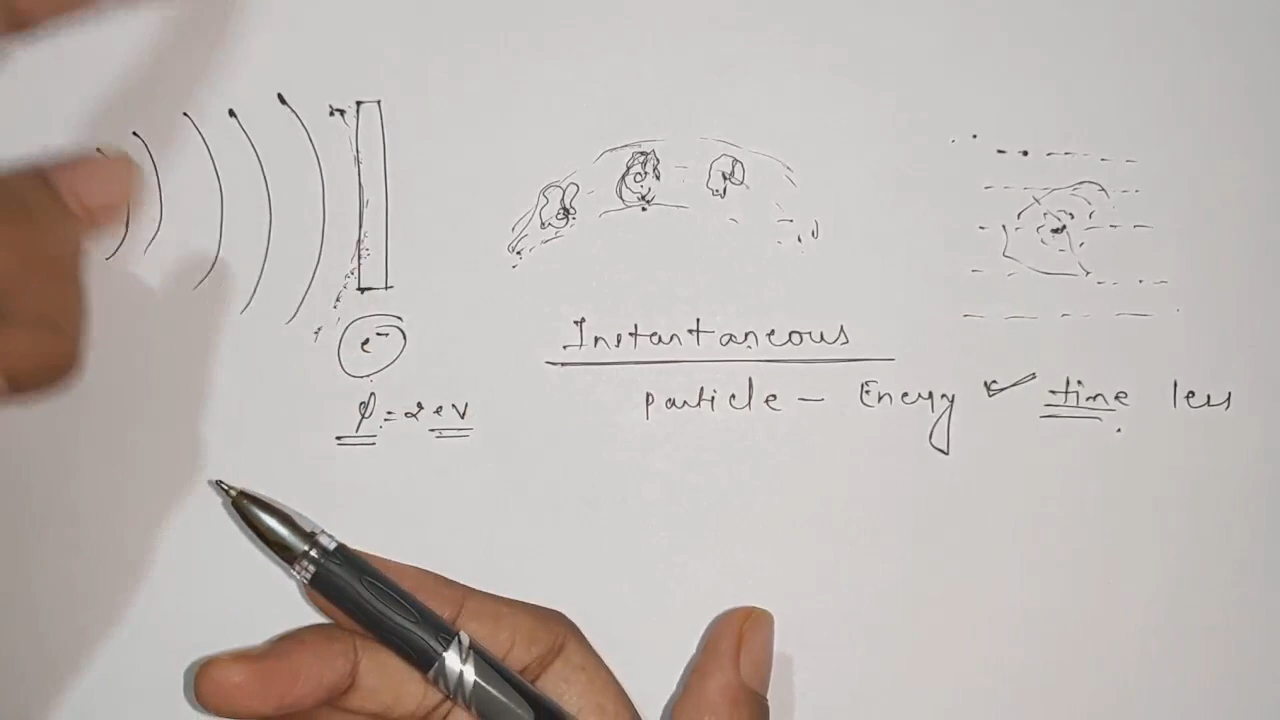 e⁻
φ = 2 eV
Instantaneous
particle – Energy ✓ time less